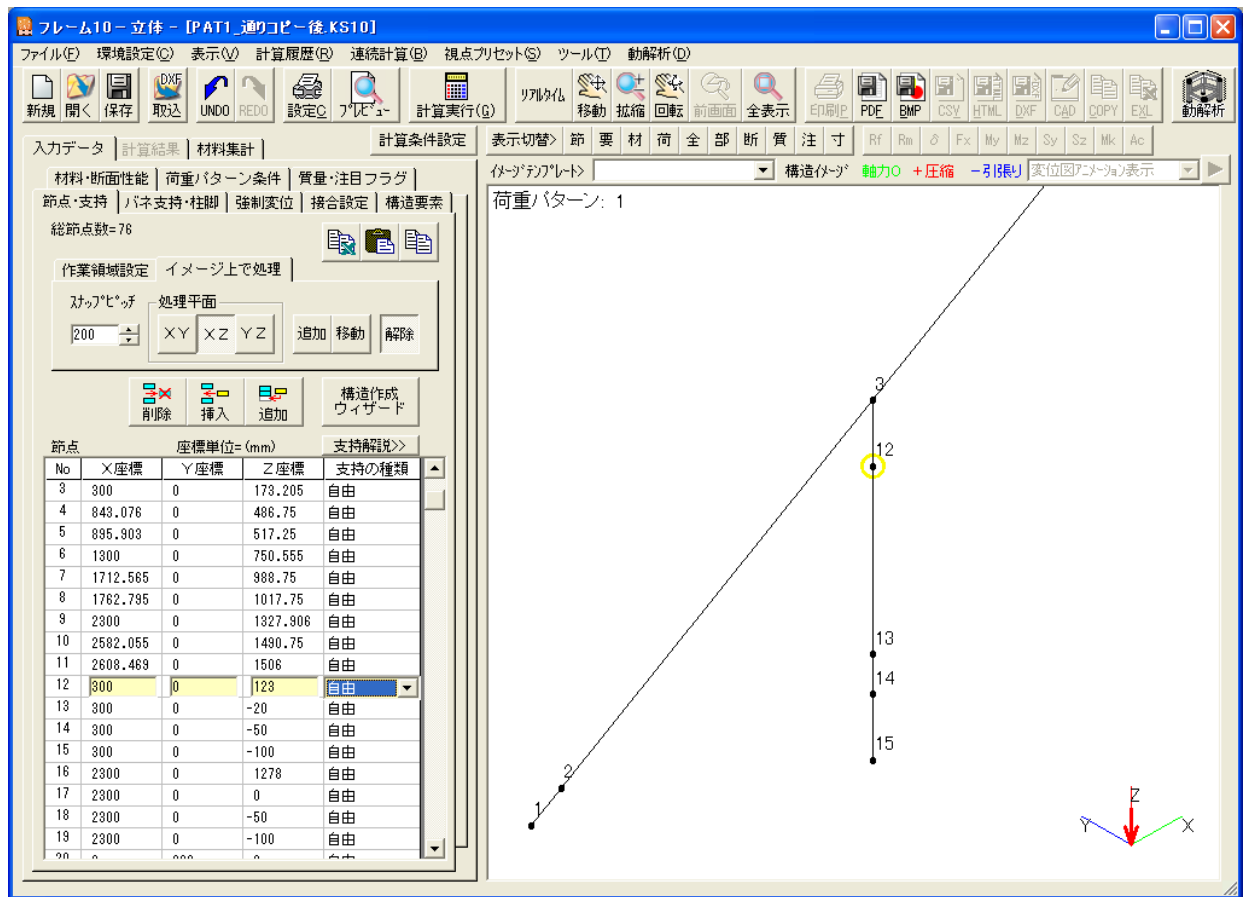 フレーム10－立体 - [PAT1_通りコピー後.KS10]
ファイル(F) 環境設定(C) 表示(V) 計算履歴(R) 連続計算(B) 視点プリセット(S) ツール(T) 動解析(D)
新規 開く 保存 DXF 取込 UNDO REDO 設定C プレビュー 計算実行(G) リアルタイム 移動 拡縮 回転 前画面 全表示 印刷P PDF BMP CSV HTML DXF CAD COPY EXL 動解析
入力データ 計算結果 材料集計 計算条件設定 表示切替> 節 要 材 荷 全 部 断 質 注 寸 Rf Rm δ Fx My Mz Sy Sz Mk Ac
イメージテンプレート> 構造イメージ 軸力0 +圧縮 -引張り 変位図アニメーション表示
材料・断面性能 荷重パターン条件 質量・注目フラグ
節点・支持 バネ支持・柱脚 強制変位 接合設定 構造要素
荷重パターン: 1
総節点数=76
作業領域設定 イメージ上で処理
スナップピッチ 処理平面
200 XY XZ YZ 追加 移動 解除
削除 挿入 追加 構造作成
ウィザード
節点 座標単位=(mm) 支持解説>>
No X座標 Y座標 Z座標 支持の種類
3 300 0 173.205 自由
4 843.076 0 486.75 自由
5 895.903 0 517.25 自由
6 1300 0 750.555 自由
7 1712.565 0 988.75 自由
8 1762.795 0 1017.75 自由
9 2300 0 1327.906 自由
10 2582.055 0 1490.75 自由
11 2608.469 0 1506 自由
12 300 0 123 自由
13 300 0 -20 自由
14 300 0 -50 自由
15 300 0 -100 自由
16 2300 0 1278 自由
17 2300 0 0 自由
18 2300 0 -50 自由
19 2300 0 -100 自由
3
12
13
14
15
2
1
Z
Y X